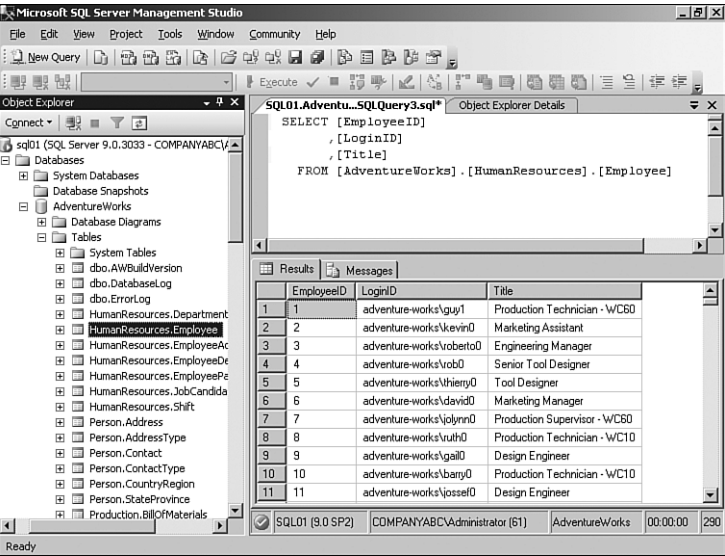 Microsoft SQL Server Management Studio
File Edit View Project Tools Window Community Help
New Query
Execute
Object Explorer
Connect
sql01 (SQL Server 9.0.3033 - COMPANYABC\A
Databases
System Databases
Database Snapshots
AdventureWorks
Database Diagrams
Tables
System Tables
dbo.AWBuildVersion
dbo.DatabaseLog
dbo.ErrorLog
HumanResources.Department
HumanResources.Employee
HumanResources.EmployeeAd
HumanResources.EmployeeDe
HumanResources.EmployeePa
HumanResources.JobCandida
HumanResources.Shift
Person.Address
Person.AddressType
Person.Contact
Person.ContactType
Person.CountryRegion
Person.StateProvince
Production.BillOfMaterials
SQL01.Adventu...SQLQuery3.sql* Object Explorer Details
SELECT [EmployeeID]
,[LoginID]
,[Title]
FROM [AdventureWorks].[HumanResources].[Employee]
Results Messages
EmployeeID LoginID Title
1 1 adventure-works\guy1 Production Technician - WC60
2 2 adventure-works\kevin0 Marketing Assistant
3 3 adventure-works\roberto0 Engineering Manager
4 4 adventure-works\rob0 Senior Tool Designer
5 5 adventure-works\thierry0 Tool Designer
6 6 adventure-works\david0 Marketing Manager
7 7 adventure-works\jolynn0 Production Supervisor - WC60
8 8 adventure-works\ruth0 Production Technician - WC10
9 9 adventure-works\gail0 Design Engineer
10 10 adventure-works\barry0 Production Technician - WC10
11 11 adventure-works\jossef0 Design Engineer
SQL01 (9.0 SP2) COMPANYABC\Administrator (61) AdventureWorks 00:00:00 290
Ready